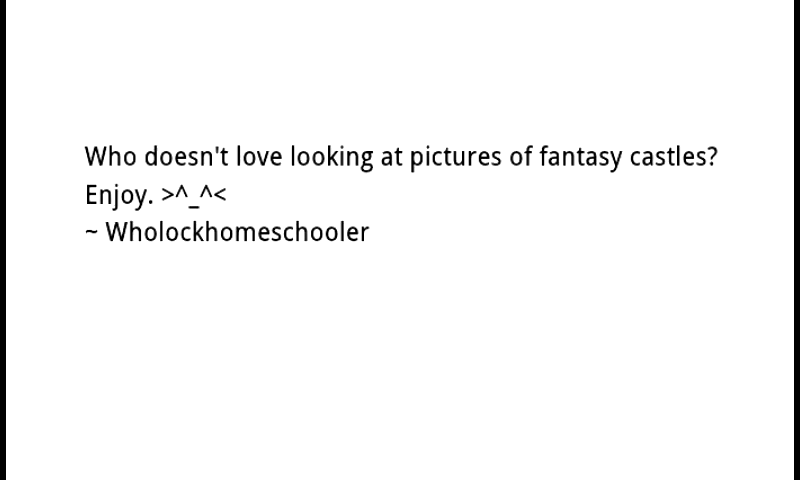 Who doesn't love looking at pictures of fantasy castles?
Enjoy. >^_^<
~ Wholockhomeschooler